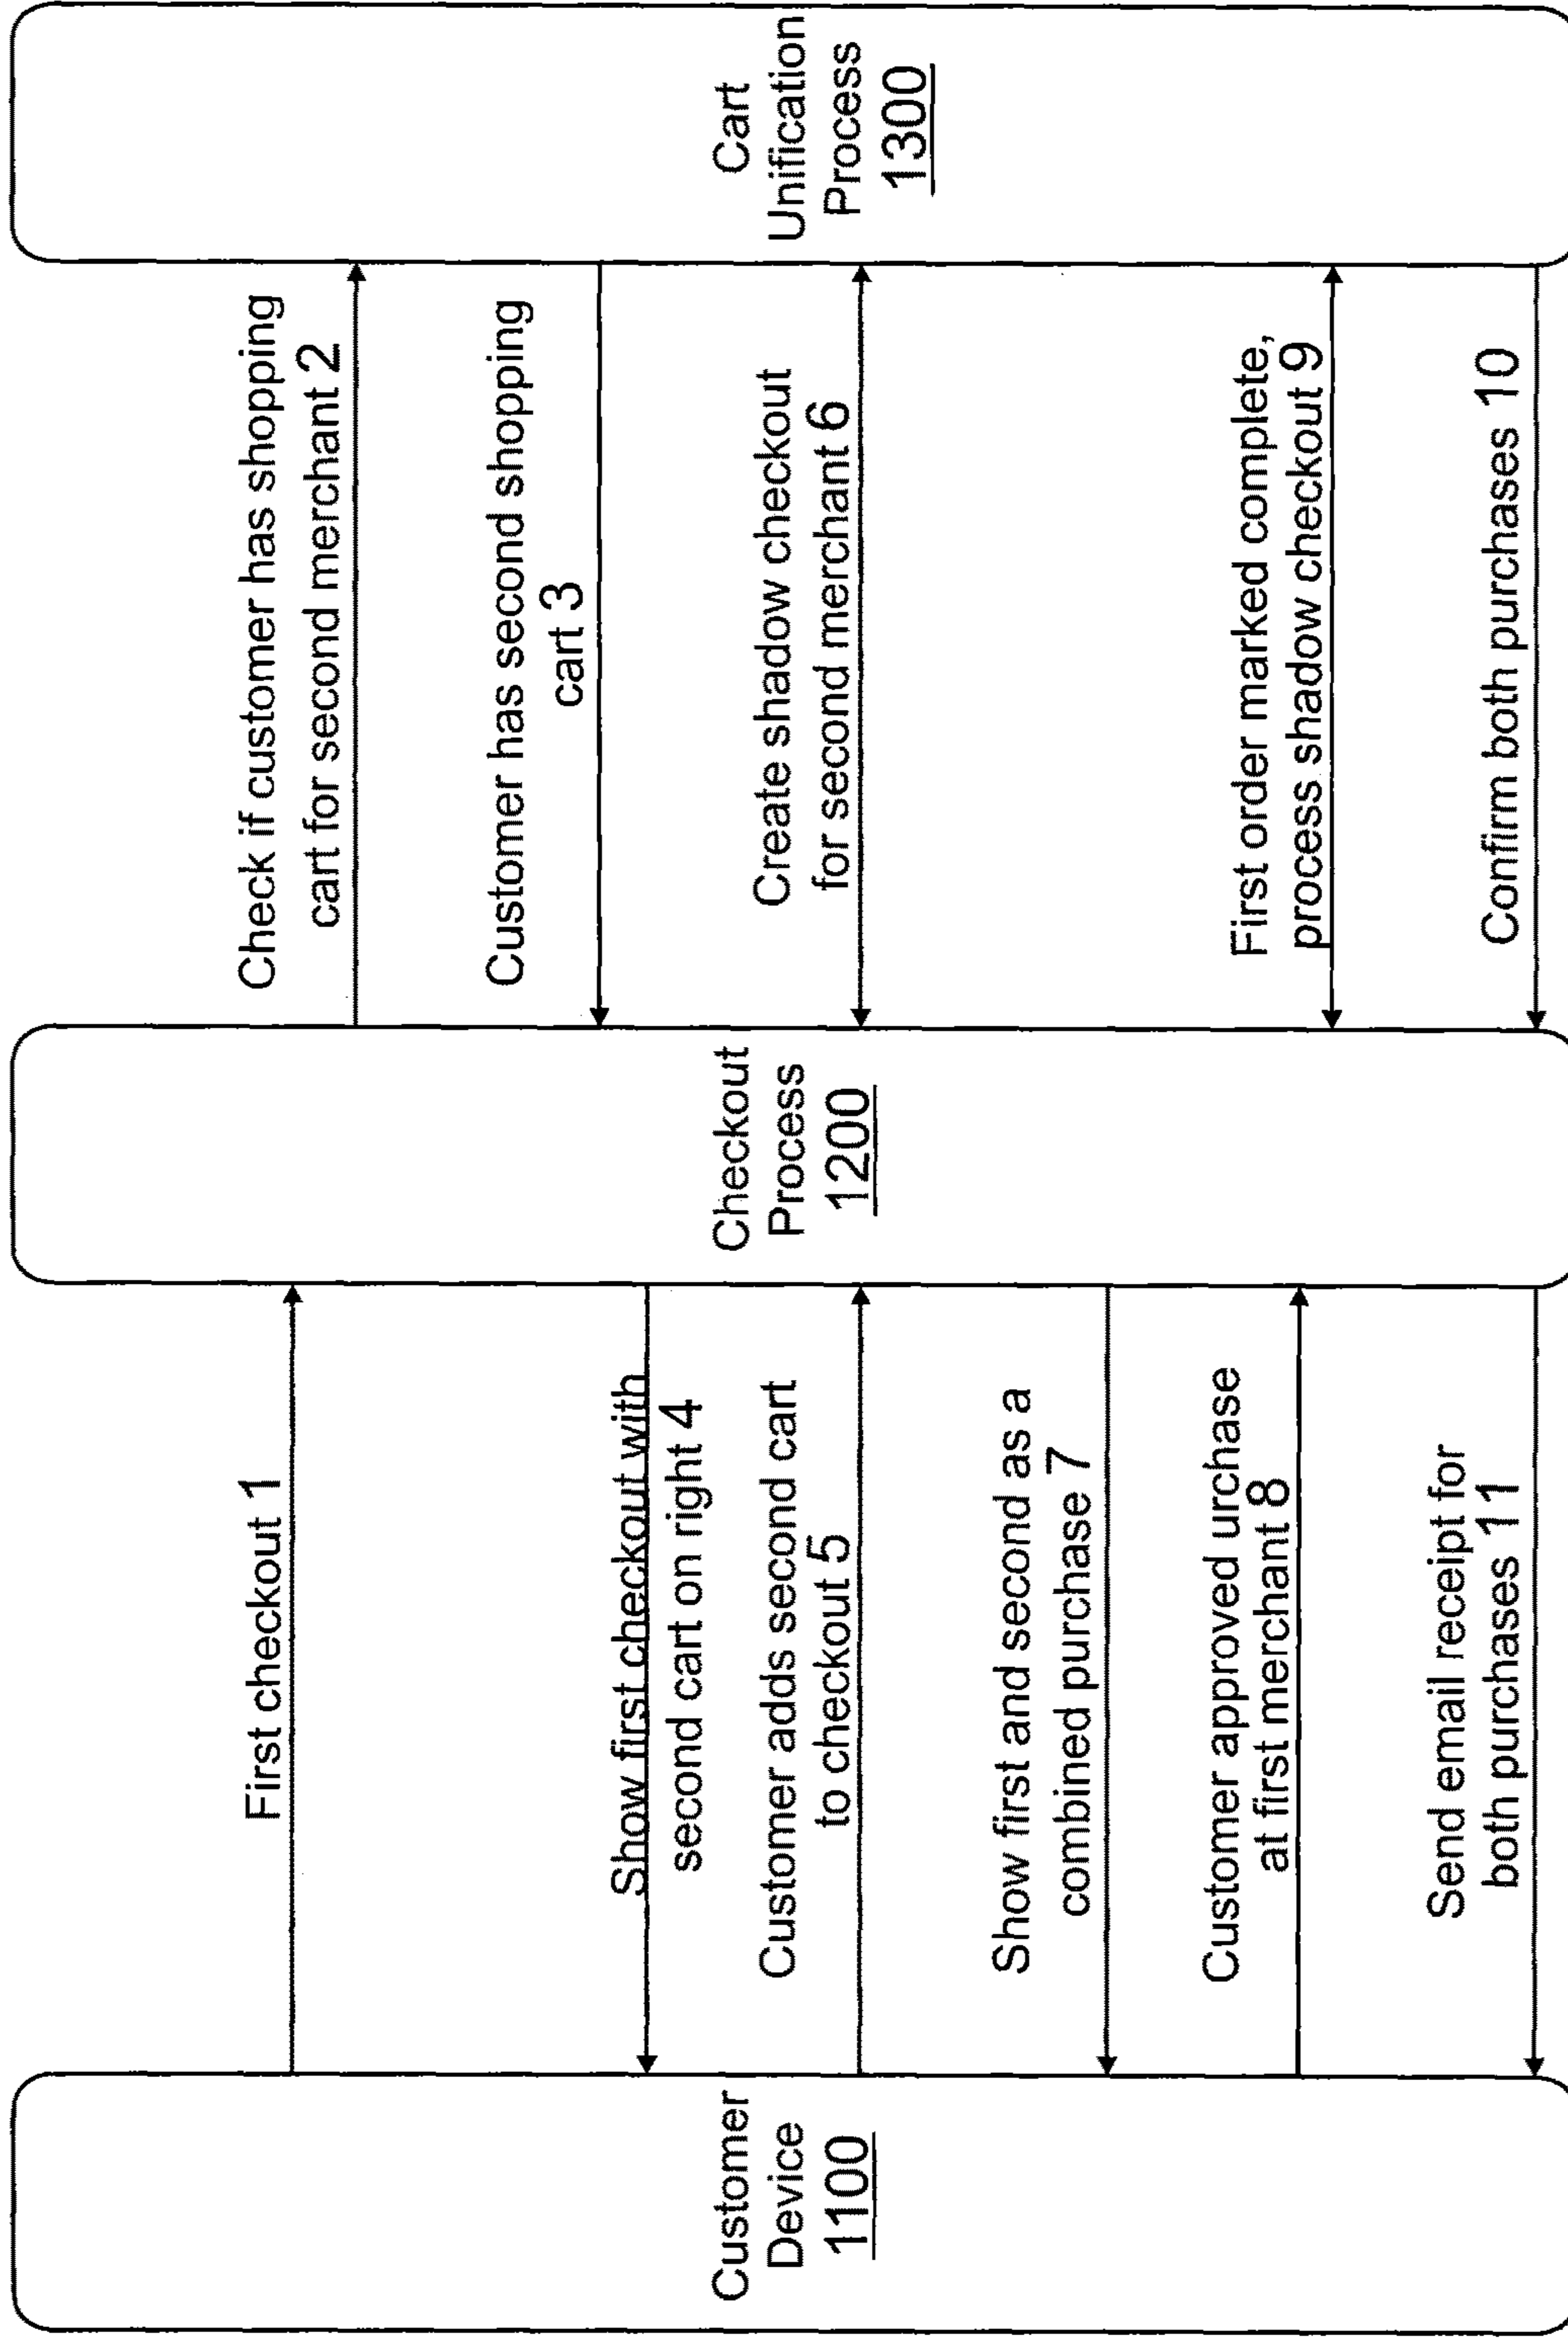 Customer
Device
1100
First checkout 1
Show first checkout with
second cart on right 4
Customer adds second cart
to checkout 5
Show first and second as a
combined purchase 7
Customer approved urchase
at first merchant 8
Send email receipt for
both purchases 11
Checkout
Process
1200
Check if customer has shopping
cart for second merchant 2
Customer has second shopping
cart 3
Create shadow checkout
for second merchant 6
First order marked complete,
process shadow checkout 9
Confirm both purchases 10
Cart
Unification
Process
1300